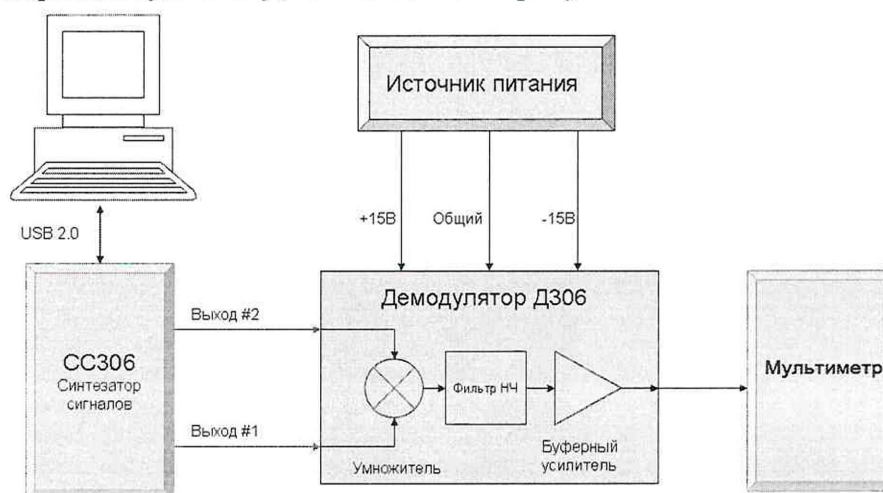 Источник питания
+15В
Общий
-15В
USB 2.0
Демодулятор Д306
Выход #2
СС306
Синтезатор
сигналов
Фильтр НЧ
Мультиметр
Выход #1
Умножитель
Буферный
усилитель